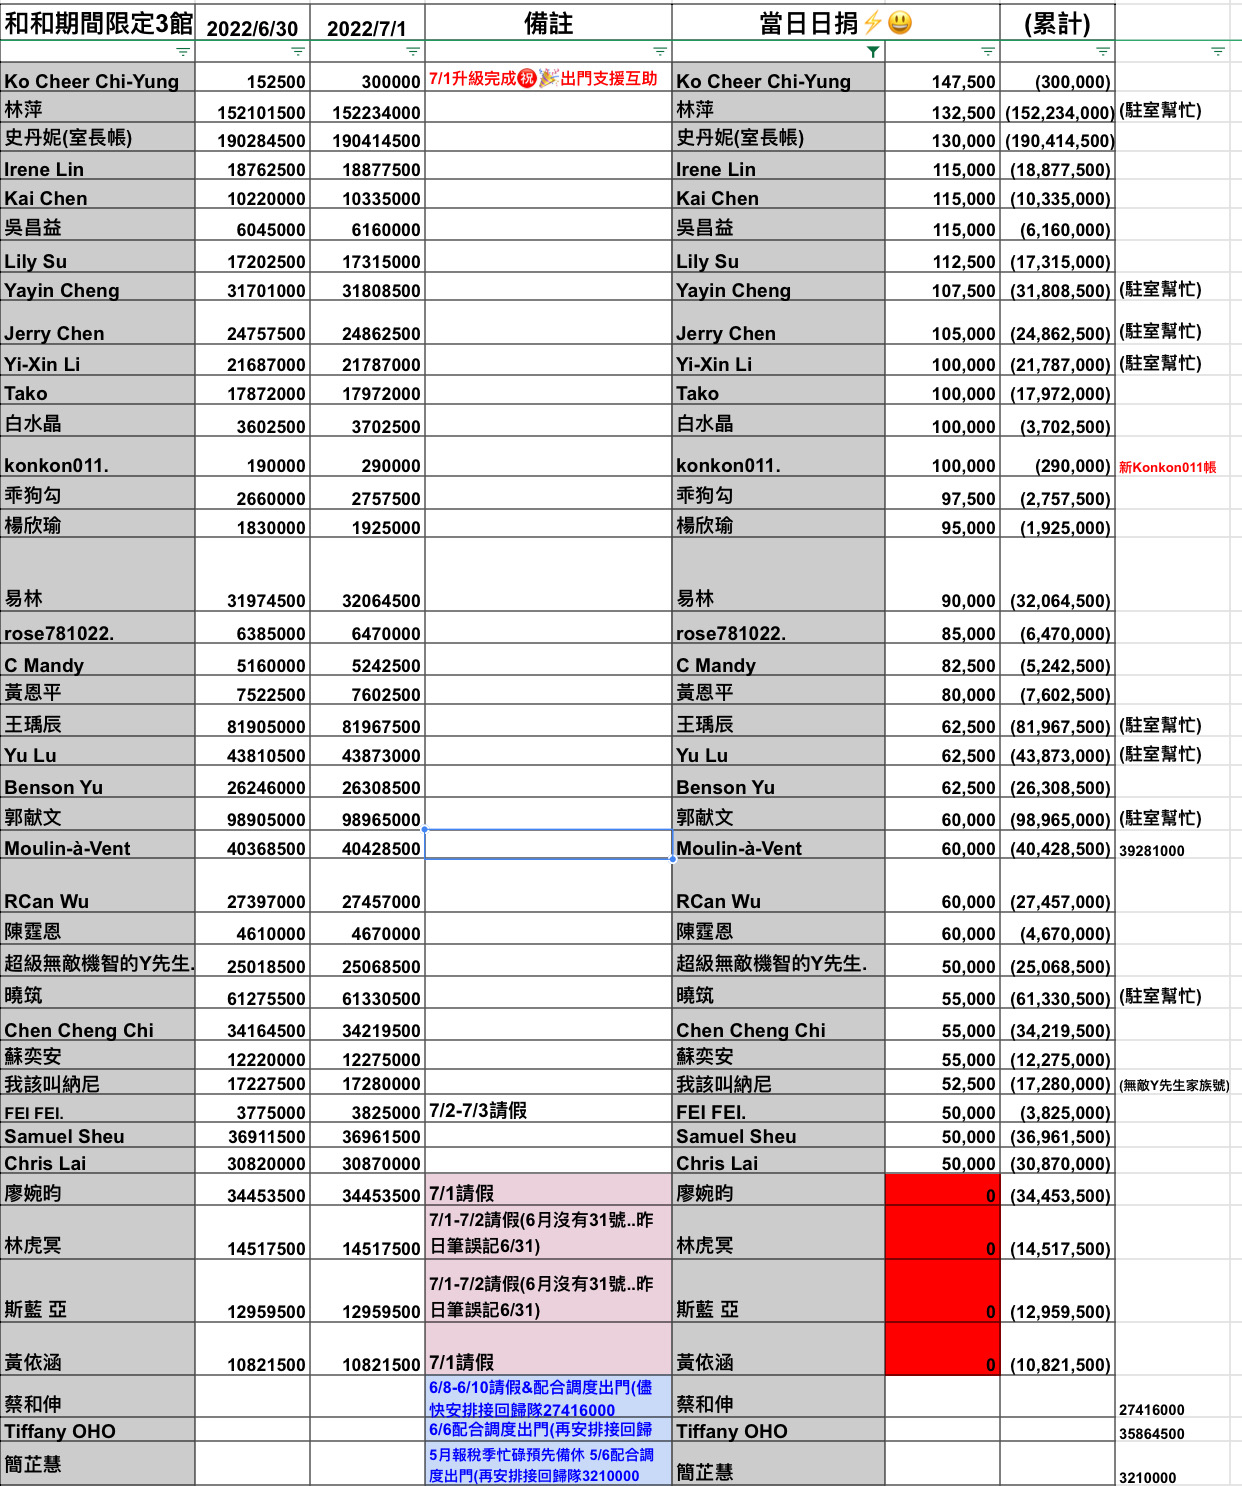 和和期間限定3館 2022/6/30 2022/7/1 備註 當日日捐⚡😃 (累計)
Ko Cheer Chi-Yung 152500 300000 7/1升級完成㊗️🎉出門支援互助 Ko Cheer Chi-Yung 147,500 (300,000)
林萍 152101500 152234000 林萍 132,500 (152,234,000) (駐室幫忙)
史丹妮(室長帳) 190284500 190414500 史丹妮(室長帳) 130,000 (190,414,500)
Irene Lin 18762500 18877500 Irene Lin 115,000 (18,877,500)
Kai Chen 10220000 10335000 Kai Chen 115,000 (10,335,000)
吳昌益 6045000 6160000 吳昌益 115,000 (6,160,000)
Lily Su 17202500 17315000 Lily Su 112,500 (17,315,000)
Yayin Cheng 31701000 31808500 Yayin Cheng 107,500 (31,808,500) (駐室幫忙)
Jerry Chen 24757500 24862500 Jerry Chen 105,000 (24,862,500) (駐室幫忙)
Yi-Xin Li 21687000 21787000 Yi-Xin Li 100,000 (21,787,000) (駐室幫忙)
Tako 17872000 17972000 Tako 100,000 (17,972,000)
白水晶 3602500 3702500 白水晶 100,000 (3,702,500)
konkon011. 190000 290000 konkon011. 100,000 (290,000) 新Konkon011帳
乖狗勾 2660000 2757500 乖狗勾 97,500 (2,757,500)
楊欣瑜 1830000 1925000 楊欣瑜 95,000 (1,925,000)
易林 31974500 32064500 易林 90,000 (32,064,500)
rose781022. 6385000 6470000 rose781022. 85,000 (6,470,000)
C Mandy 5160000 5242500 C Mandy 82,500 (5,242,500)
黃恩平 7522500 7602500 黃恩平 80,000 (7,602,500)
王瑀辰 81905000 81967500 王瑀辰 62,500 (81,967,500) (駐室幫忙)
Yu Lu 43810500 43873000 Yu Lu 62,500 (43,873,000) (駐室幫忙)
Benson Yu 26246000 26308500 Benson Yu 62,500 (26,308,500)
郭献文 98905000 98965000 郭献文 60,000 (98,965,000) (駐室幫忙)
Moulin-à-Vent 40368500 40428500 Moulin-à-Vent 60,000 (40,428,500) 39281000
RCan Wu 27397000 27457000 RCan Wu 60,000 (27,457,000)
陳霆恩 4610000 4670000 陳霆恩 60,000 (4,670,000)
超級無敵機智的Y先生. 25018500 25068500 超級無敵機智的Y先生. 50,000 (25,068,500)
曉筑 61275500 61330500 曉筑 55,000 (61,330,500) (駐室幫忙)
Chen Cheng Chi 34164500 34219500 Chen Cheng Chi 55,000 (34,219,500)
蘇奕安 12220000 12275000 蘇奕安 55,000 (12,275,000)
我該叫納尼 17227500 17280000 我該叫納尼 52,500 (17,280,000) (無敵Y先生家族號)
FEI FEI. 3775000 3825000 7/2-7/3請假 FEI FEI. 50,000 (3,825,000)
Samuel Sheu 36911500 36961500 Samuel Sheu 50,000 (36,961,500)
Chris Lai 30820000 30870000 Chris Lai 50,000 (30,870,000)
廖婉昀 34453500 34453500 7/1請假 廖婉昀 0 (34,453,500)
7/1-7/2請假(6月沒有31號..昨
林虎冥 14517500 14517500 日筆誤記6/31) 林虎冥 0 (14,517,500)
7/1-7/2請假(6月沒有31號..昨
斯藍 亞 12959500 12959500 日筆誤記6/31) 斯藍 亞 0 (12,959,500)
黃依涵 10821500 10821500 7/1請假 黃依涵 0 (10,821,500)
6/8-6/10請假&配合調度出門(儘
蔡和伸 快安排接回歸隊27416000 蔡和伸 27416000
Tiffany OHO 6/6配合調度出門(再安排接回歸 Tiffany OHO 35864500
5月報稅季忙碌預先備休 5/6配合調
簡芷慧 度出門(再安排接回歸隊3210000 簡芷慧 3210000